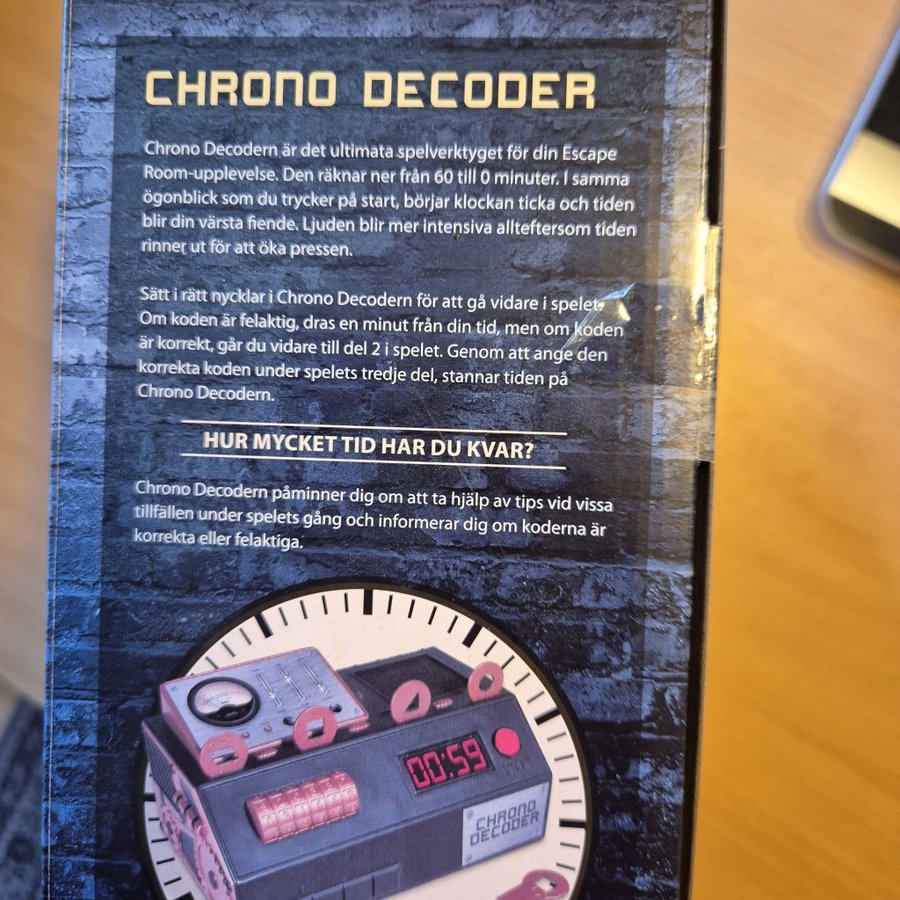 CHRONO DECODER
Chrono Decodern är det ultimata spelverktyget för din Escape
Room-upplevelse. Den räknar ner från 60 till 0 minuter. I samma
ögonblick som du trycker på start, börjar klockan ticka och tiden
blir din värsta fiende. Ljuden blir mer intensiva allteftersom tiden
rinner ut för att öka pressen.
Sätt i rätt nycklar i Chrono Decodern för att gå vidare i spelet.
Om koden är felaktig, dras en minut från din tid, men om koden
är korrekt, går du vidare till del 2 i spelet. Genom att ange den
korrekta koden under spelets tredje del, stannar tiden på
Chrono Decodern.
HUR MYCKET TID HAR DU KVAR?
Chrono Decodern påminner dig om att ta hjälp av tips vid vissa
tillfällen under spelets gång och informerar dig om koderna är
korrekta eller felaktiga.
00:59
CHRONO
DECODER